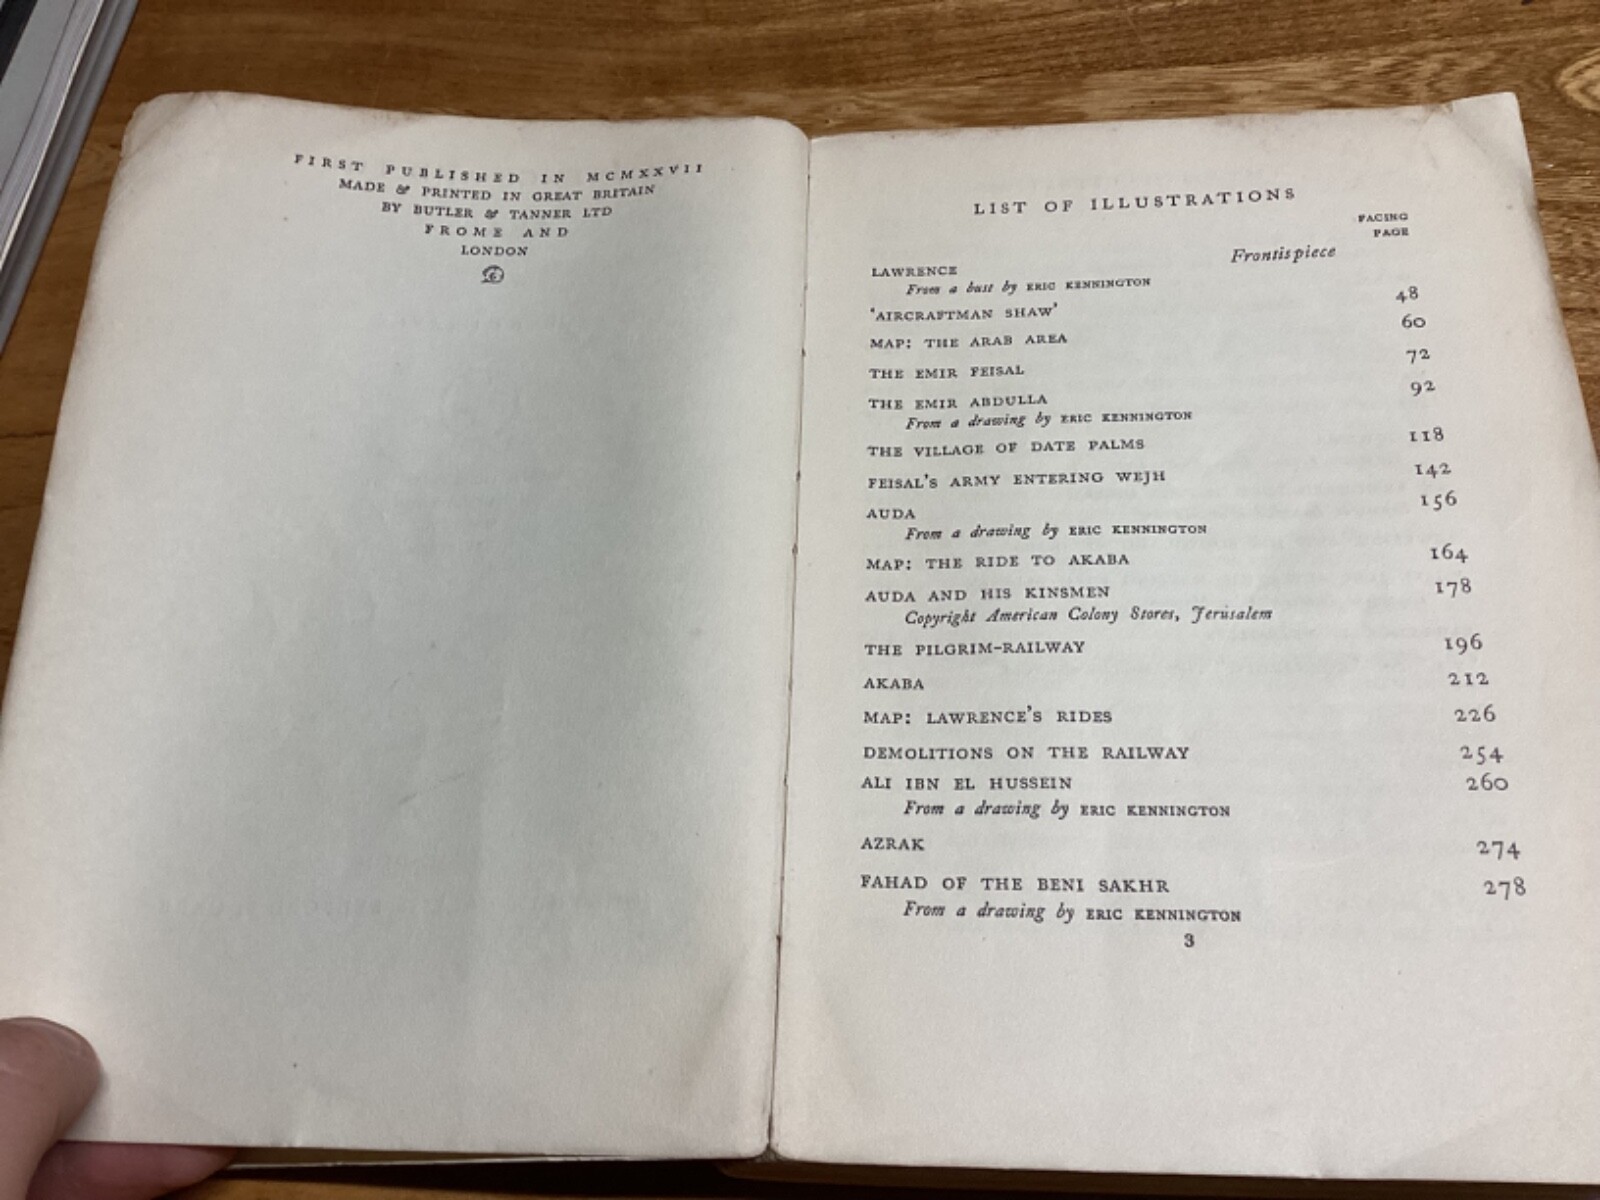 FIRST PUBLISHED IN MCMXXVII
MADE & PRINTED IN GREAT BRITAIN
BY BUTLER & TANNER LTD
FROME AND
LONDON
LIST OF ILLUSTRATIONS
FACING
PAGE
LAWRENCE Frontispiece
From a bust by ERIC KENNINGTON
'AIRCRAFTMAN SHAW' 48
MAP: THE ARAB AREA 60
THE EMIR FEISAL 72
THE EMIR ABDULLA 92
From a drawing by ERIC KENNINGTON
THE VILLAGE OF DATE PALMS 118
FEISAL'S ARMY ENTERING WEJH 142
AUDA 156
From a drawing by ERIC KENNINGTON
MAP: THE RIDE TO AKABA 164
AUDA AND HIS KINSMEN 178
Copyright American Colony Stores, Jerusalem
THE PILGRIM-RAILWAY 196
AKABA 212
MAP: LAWRENCE'S RIDES 226
DEMOLITIONS ON THE RAILWAY 254
ALI IBN EL HUSSEIN 260
From a drawing by ERIC KENNINGTON
AZRAK 274
FAHAD OF THE BENI SAKHR 278
From a drawing by ERIC KENNINGTON
3